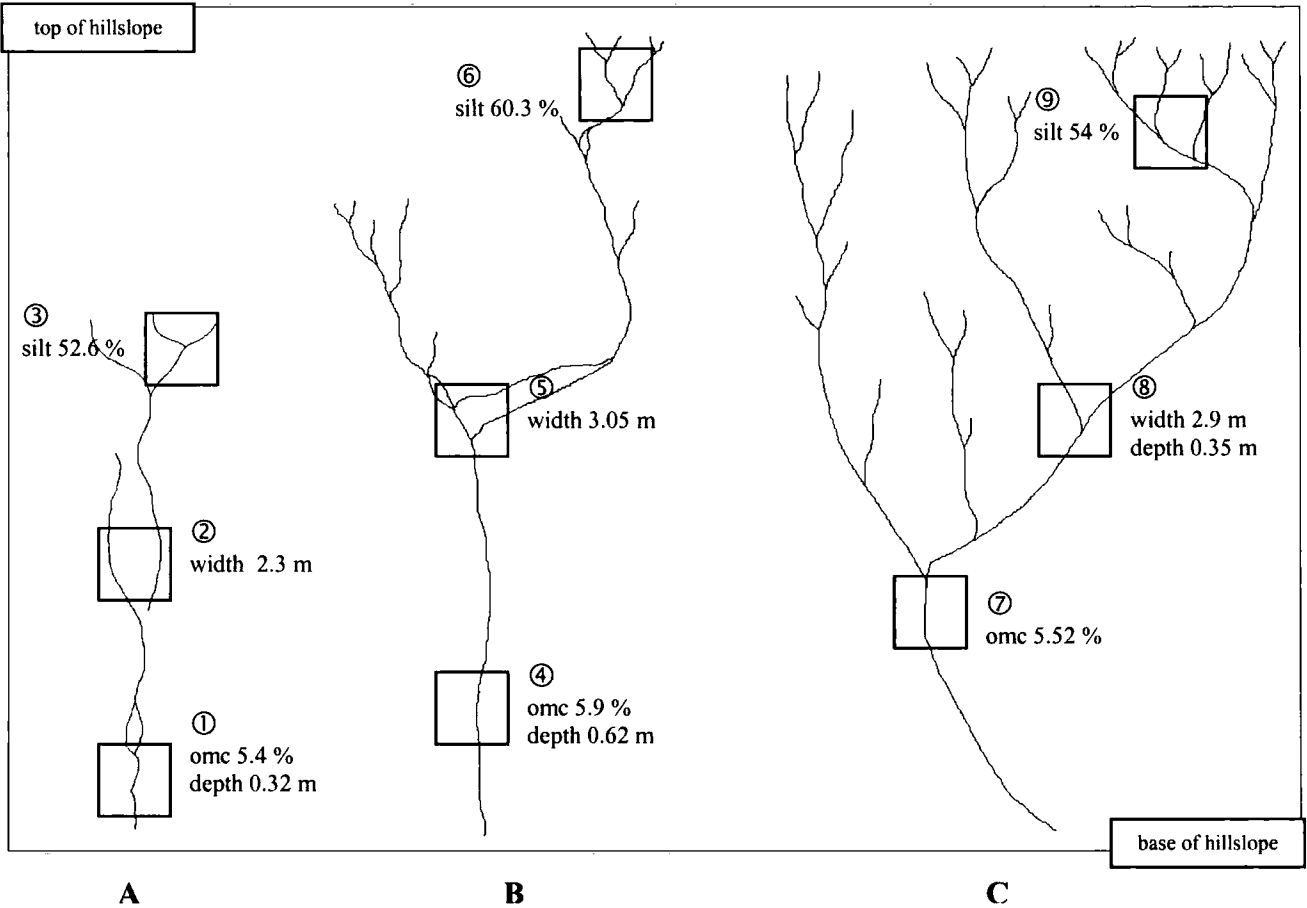 top of hillslope
⑥
silt 60.3 %
⑨
silt 54 %
③
silt 52.6 %
⑤
width 3.05 m
⑧
width 2.9 m
depth 0.35 m
②
width 2.3 m
⑦
omc 5.52 %
④
omc 5.9 %
depth 0.62 m
①
omc 5.4 %
depth 0.32 m
base of hillslope
A
B
C